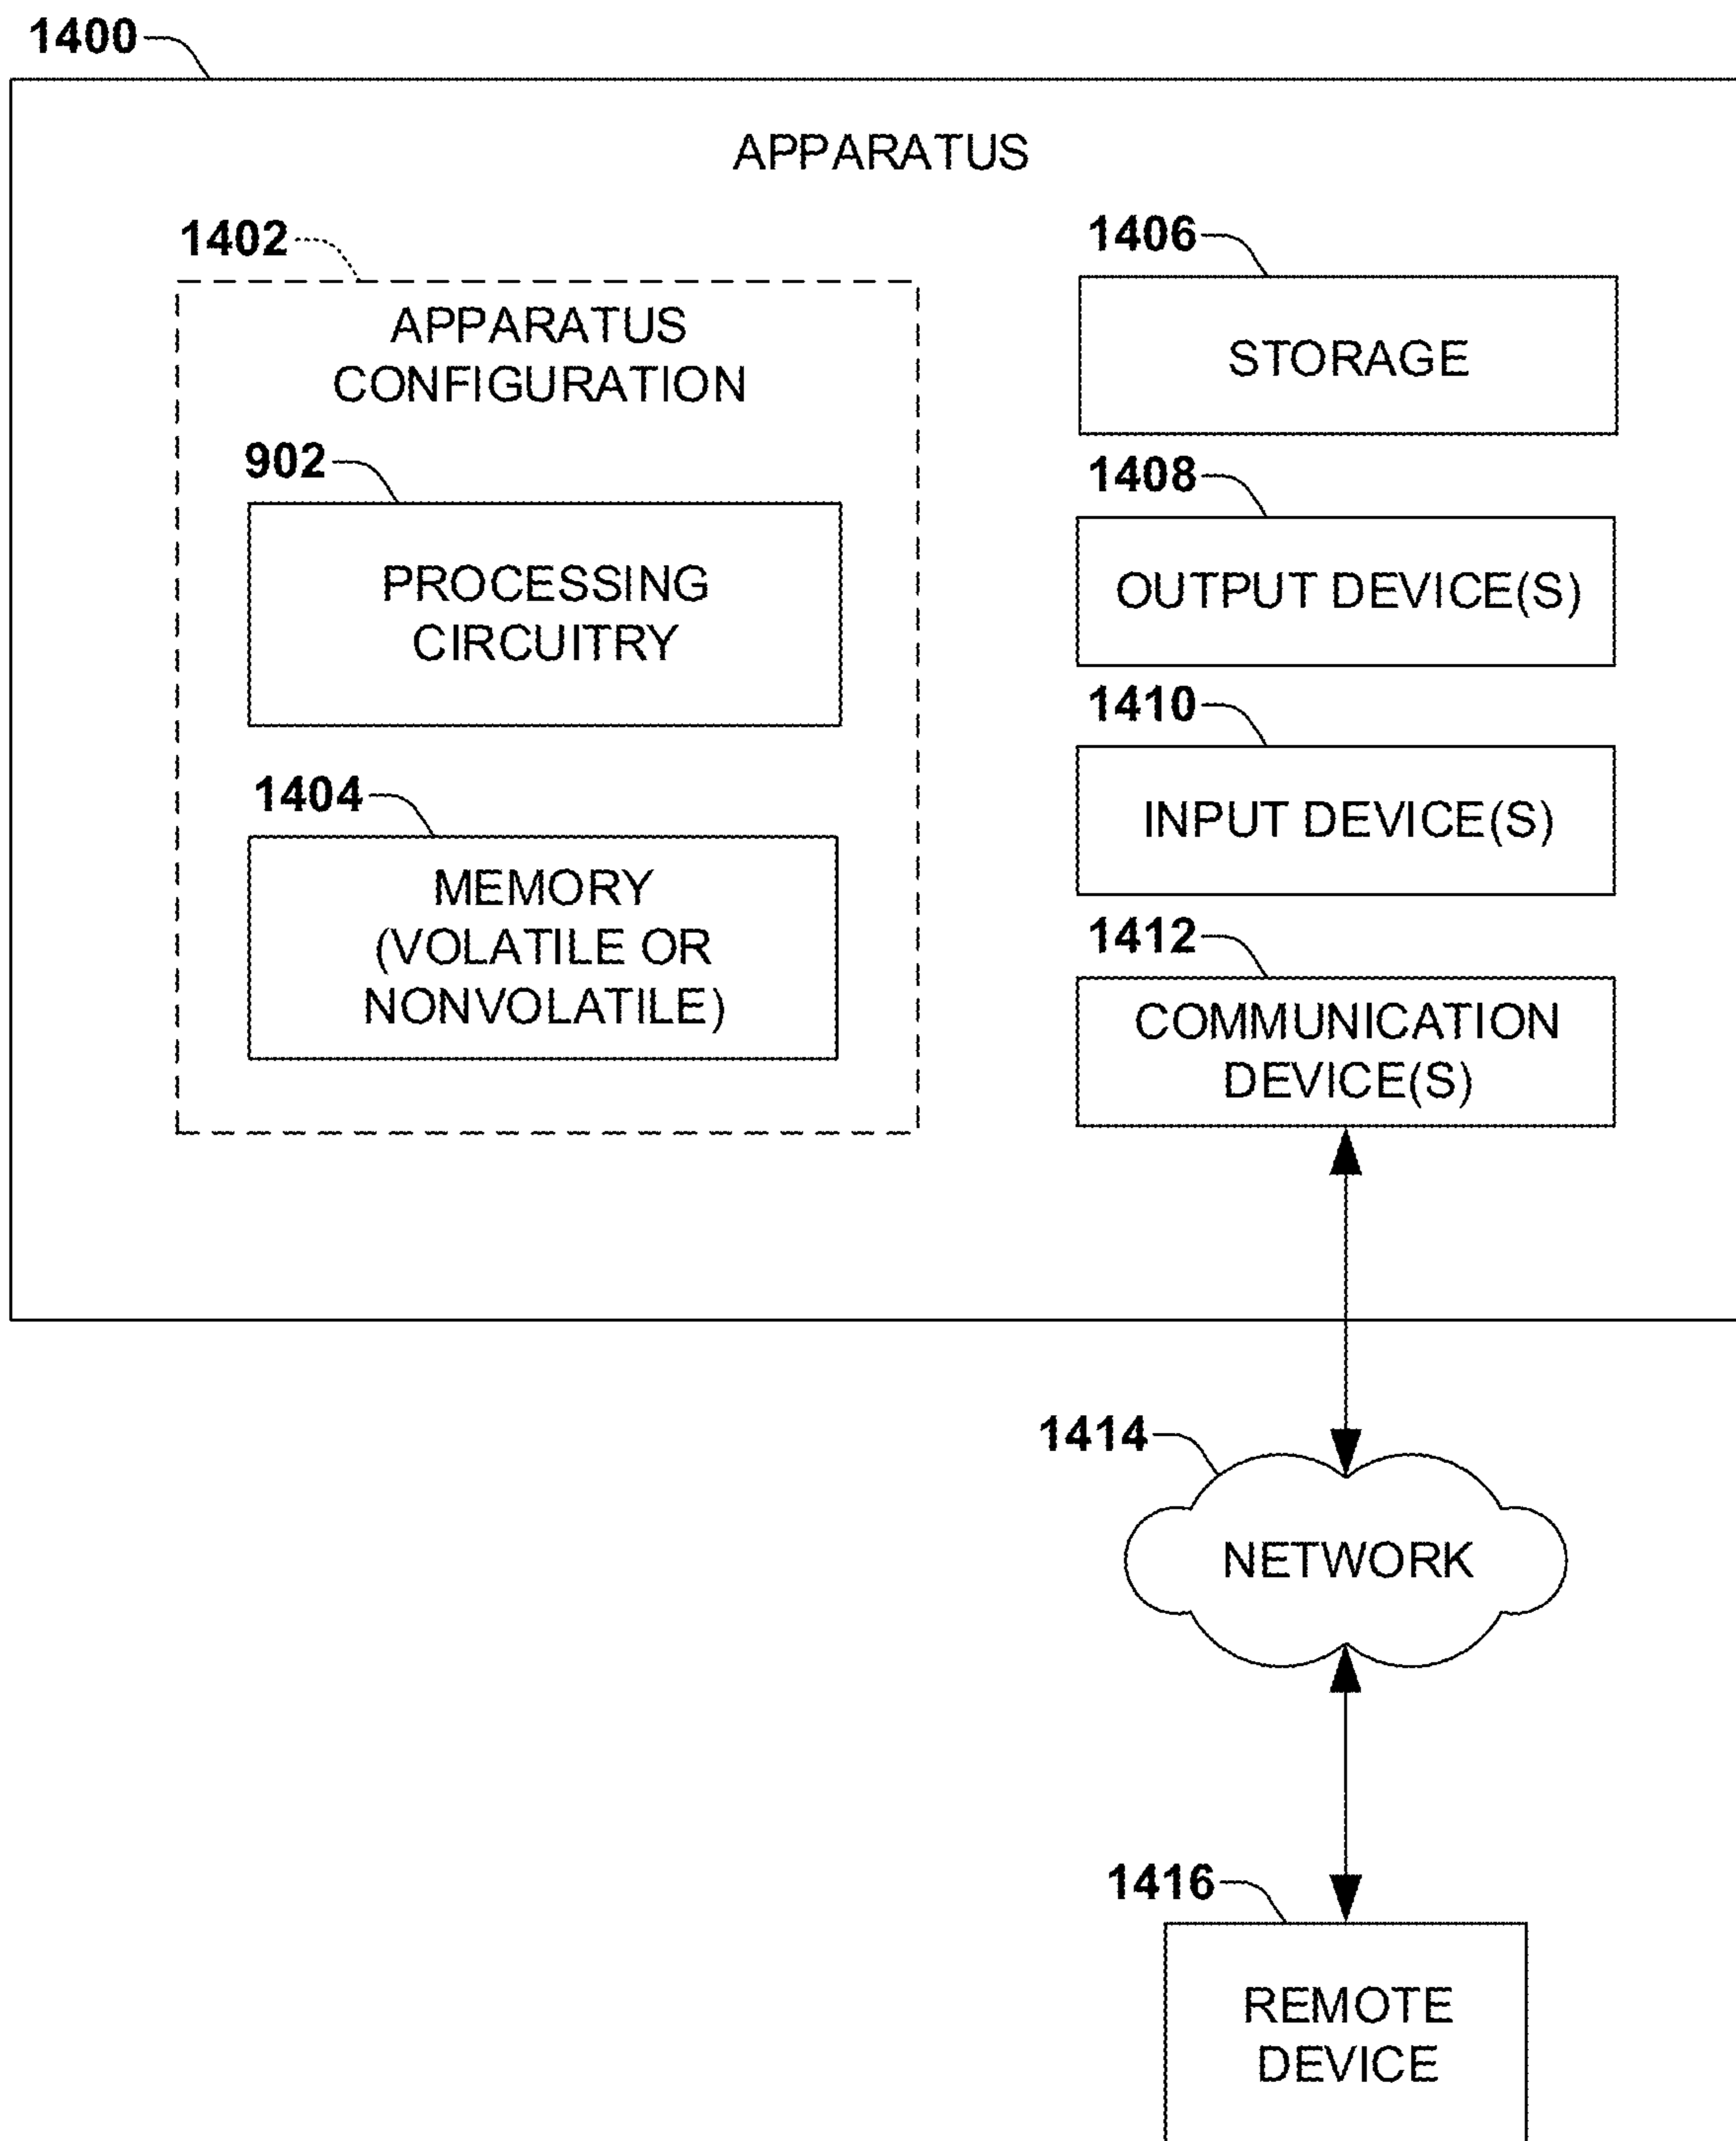 1400
APPARATUS
1402
APPARATUS
CONFIGURATION
902
PROCESSING
CIRCUITRY
1404
MEMORY
(VOLATILE OR
NONVOLATILE)
1406
STORAGE
1408
OUTPUT DEVICE(S)
1410
INPUT DEVICE(S)
1412
COMMUNICATION
DEVICE(S)
1414
NETWORK
1416
REMOTE
DEVICE